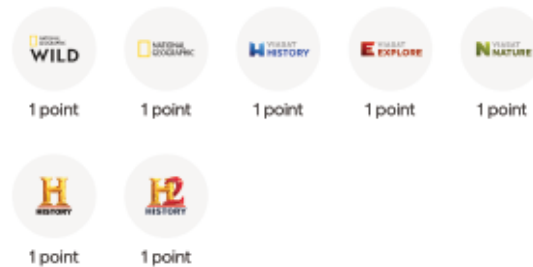 NATIONAL GEOGRAPHIC WILD
NATIONAL GEOGRAPHIC
VIASAT HISTORY
VIASAT EXPLORE
VIASAT NATURE
1 point
1 point
1 point
1 point
1 point
H HISTORY
H2 HISTORY
1 point
1 point